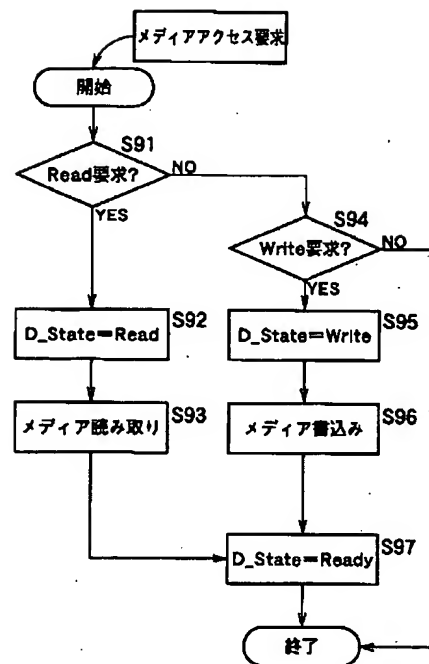 メディアアクセス要求
開始
S91
Read要求?
NO
YES
S94
Write要求?
NO
YES
D_State=Read
S92
D_State=Write
S95
メディア読み取り
S93
メディア書込み
S96
D_State=Ready
S97
終了